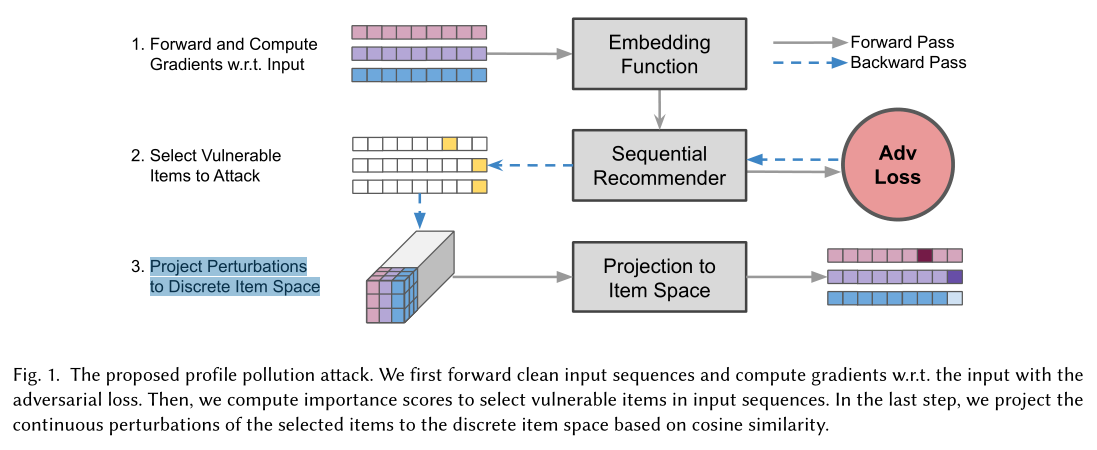 1. Forward and Compute
Gradients w.r.t. Input
Embedding
Function
Forward Pass
Backward Pass
2. Select Vulnerable
Items to Attack
Sequential
Recommender
Adv
Loss
3. Project Perturbations
to Discrete Item Space
Projection to
Item Space
Fig. 1. The proposed profile pollution attack. We first forward clean input sequences and compute gradients w.r.t. the input with the
adversarial loss. Then, we compute importance scores to select vulnerable items in input sequences. In the last step, we project the
continuous perturbations of the selected items to the discrete item space based on cosine similarity.